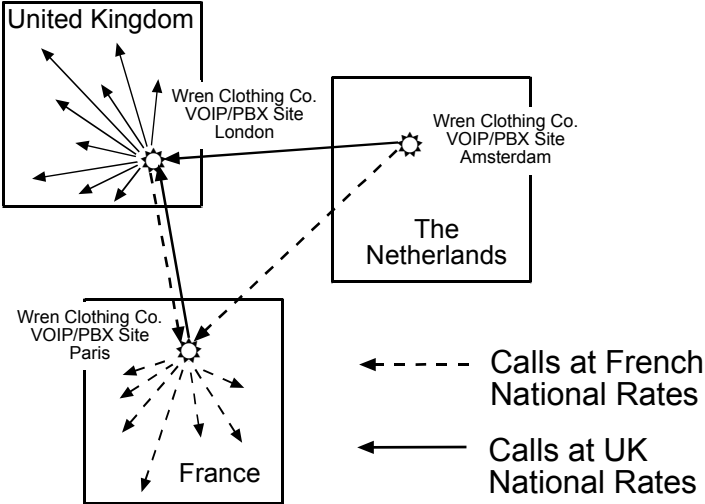 United Kingdom
Wren Clothing Co.
VOIP/PBX Site
London
Wren Clothing Co.
VOIP/PBX Site
Amsterdam
The
Netherlands
Wren Clothing Co.
VOIP/PBX Site
Paris
France
Calls at French
National Rates
Calls at UK
National Rates